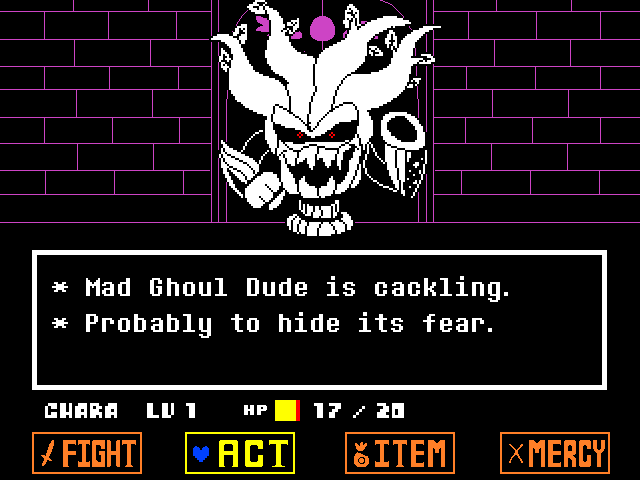 * Mad Ghoul Dude is cackling.
* Probably to hide its fear.
CHARA LV 1 HP 17 / 20
FIGHT ACT ITEM MERCY